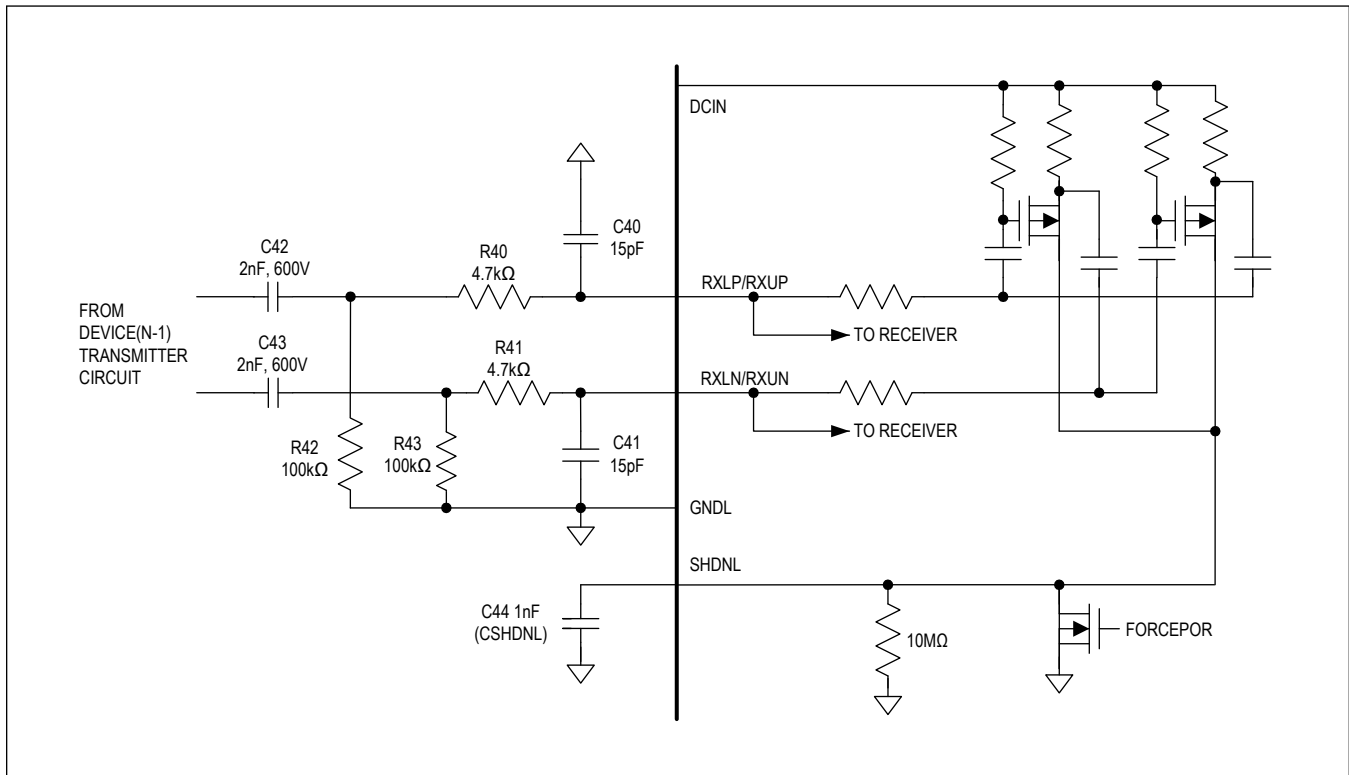 DCIN
C40
15pF
C42
2nF, 600V
R40
4.7kΩ
RXLP/RXUP
TO RECEIVER
FROM
DEVICE(N-1)
TRANSMITTER
CIRCUIT
C43
2nF, 600V
R41
4.7kΩ
RXLN/RXUN
TO RECEIVER
R42
100kΩ
R43
100kΩ
C41
15pF
GNDL
SHDNL
C44 1nF
(CSHDNL)
10MΩ
FORCEPOR